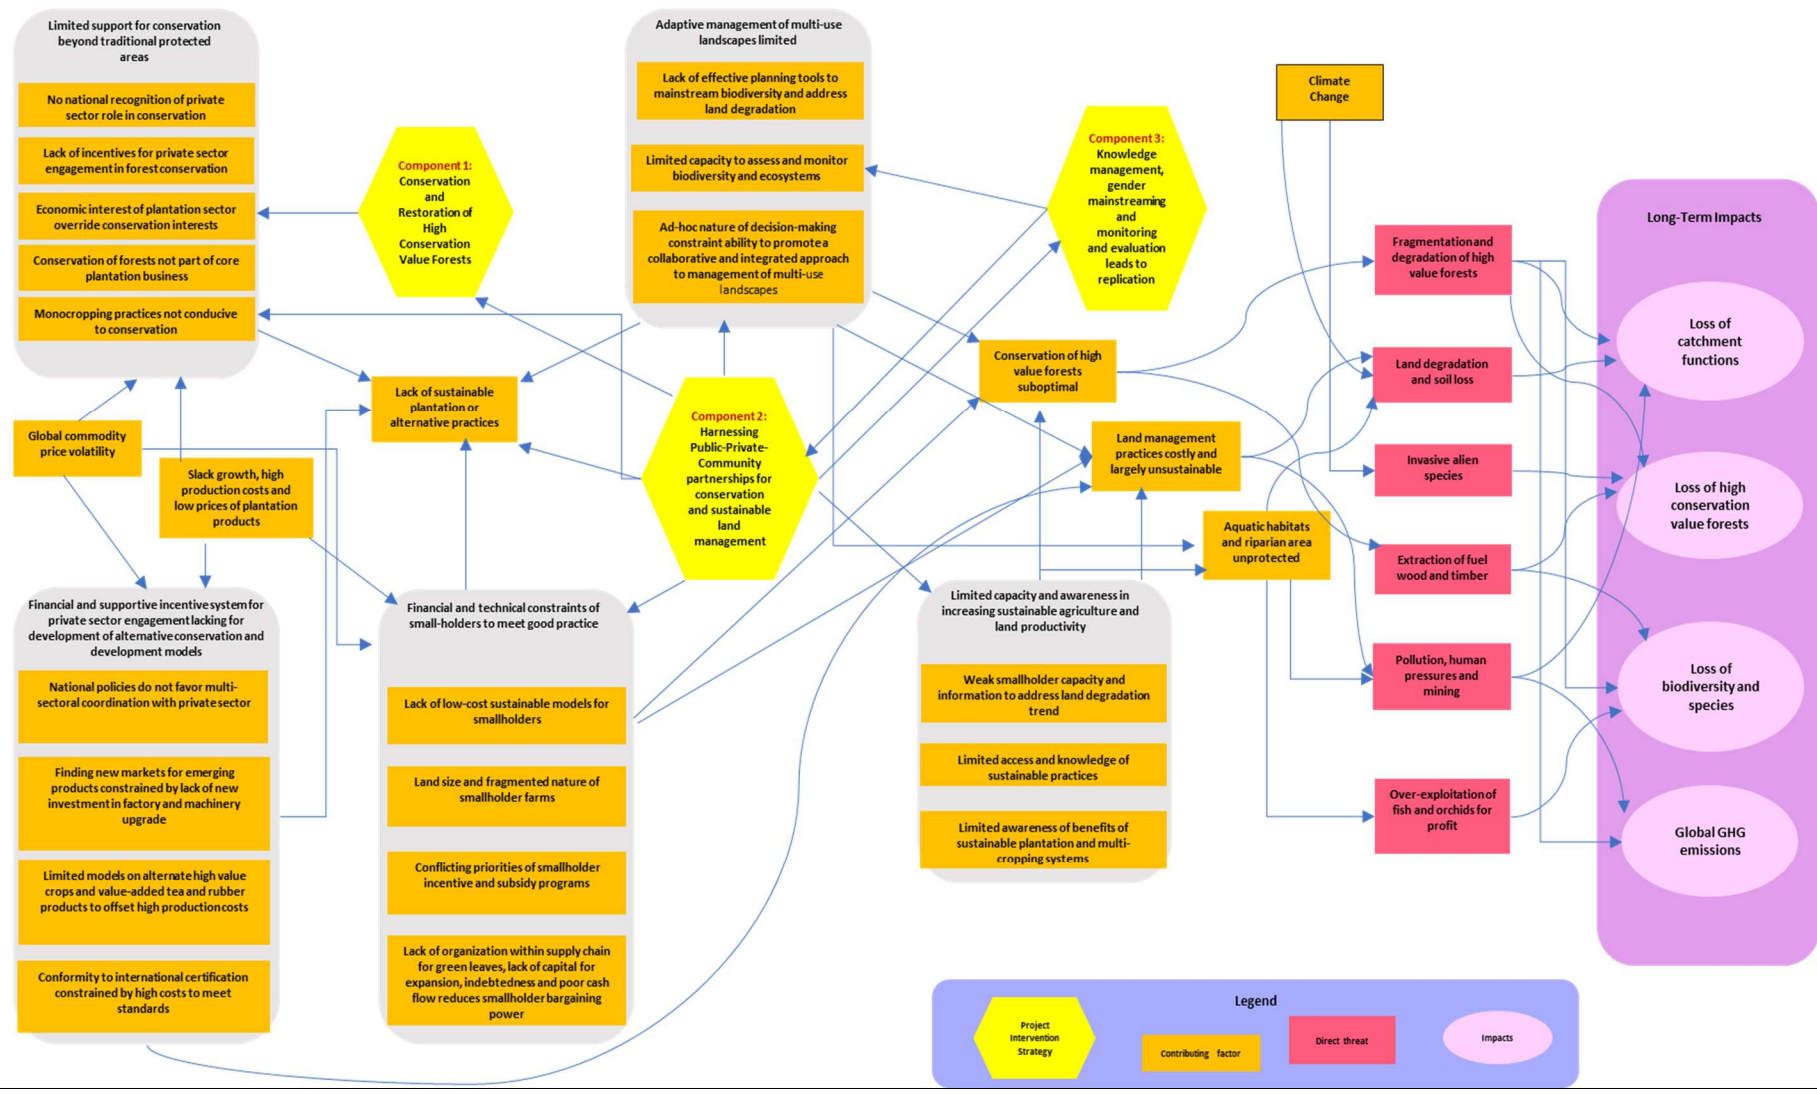 Limited support for conservation
beyond traditional protected
areas
No national recognition of private
sector role in conservation
Lack of incentives for private sector
engagement in forest conservation
Economic interest of plantation sector
override conservation interests
Conservation of forests not part of core
plantation business
Monocropping practices not conducive
to conservation
Component 1:
Conservation
and
Restoration of
High
Conservation
Value Forests
Adaptive management of multi-use
landscapes limited
Lack of effective planning tools to
mainstream biodiversity and address
land degradation
Limited capacity to assess and monitor
biodiversity and ecosystems
Ad-hoc nature of decision-making
constraint ability to promote a
collaborative and integrated approach
to management of multi-use
landscapes
Component 3:
Knowledge
management,
gender
mainstreaming
and
monitoring
and evaluation
leads to
replication
Climate
Change
Global commodity
price volatility
Slack growth, high
production costs and
low prices of plantation
products
Lack of sustainable
plantation or
alternative practices
Component 2:
Harnessing
Public-Private-
Community
partnerships for
conservation
and sustainable
land
management
Conservation of high
value forests
suboptimal
Land management
practices costly and
largely unsustainable
Aquatic habitats
and riparian area
unprotected
Fragmentation and
degradation of high
value forests
Land degradation
and soil loss
Invasive alien
species
Extraction of fuel
wood and timber
Pollution, human
pressures and
mining
Over-exploitation of
fish and orchids for
profit
Long-Term Impacts
Loss of
catchment
functions
Loss of high
conservation
value forests
Loss of
biodiversity and
species
Global GHG
emissions
Financial and supportive incentive system for
private sector engagement lacking for
development of alternative conservation and
development models
National policies do not favor multi-
sectoral coordination with private sector
Finding new markets for emerging
products constrained by lack of new
investment in factory and machinery
upgrade
Limited models on alternate high value
crops and value-added tea and rubber
products to offset high production costs
Conformity to international certification
constrained by high costs to meet
standards
Financial and technical constraints of
small-holders to meet good practice
Lack of low-cost sustainable models for
smallholders
Land size and fragmented nature of
smallholder farms
Conflicting priorities of smallholder
incentive and subsidy programs
Lack of organization within supply chain
for green leaves, lack of capital for
expansion, indebtedness and poor cash
flow reduces smallholder bargaining
power
Limited capacity and awareness in
increasing sustainable agriculture and
land productivity
Weak smallholder capacity and
information to address land degradation
trend
Limited access and knowledge of
sustainable practices
Limited awareness of benefits of
sustainable plantation and multi-
cropping systems
Legend
Project
Intervention
Strategy
Contributing factor
Direct threat
Impacts